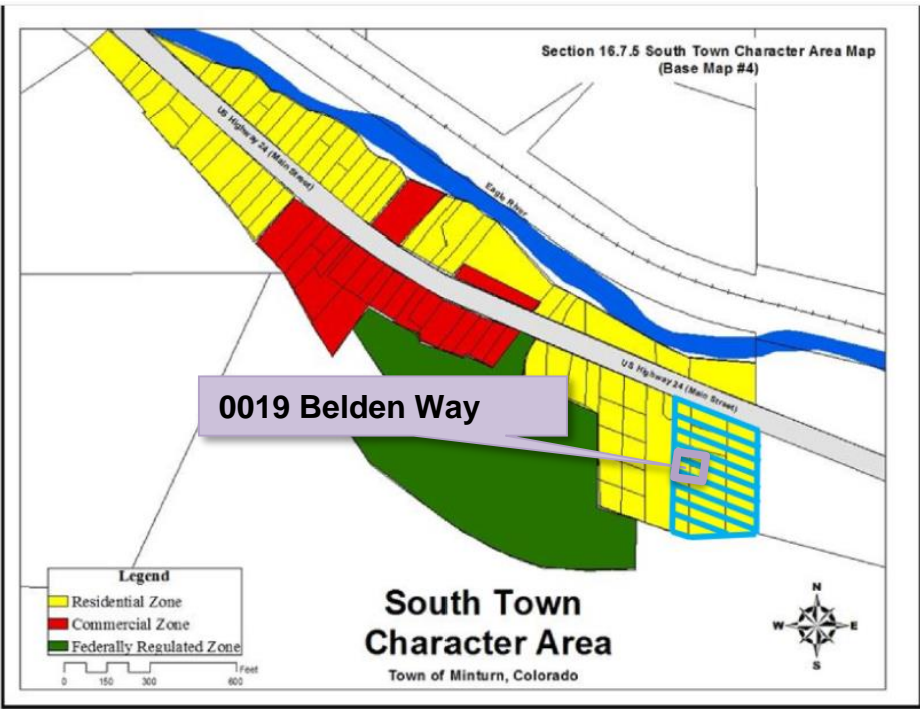 Section 16.7.5 South Town Character Area Map
(Base Map #4)
US Highway 24 (Main Street)
Eagle River
US Highway 24 (Main Street)
0019 Belden Way
Legend
Residential Zone
Commercial Zone
Federally Regulated Zone
Feet
0 150 300 600
South Town
Character Area
Town of Minturn, Colorado
N
W E
S